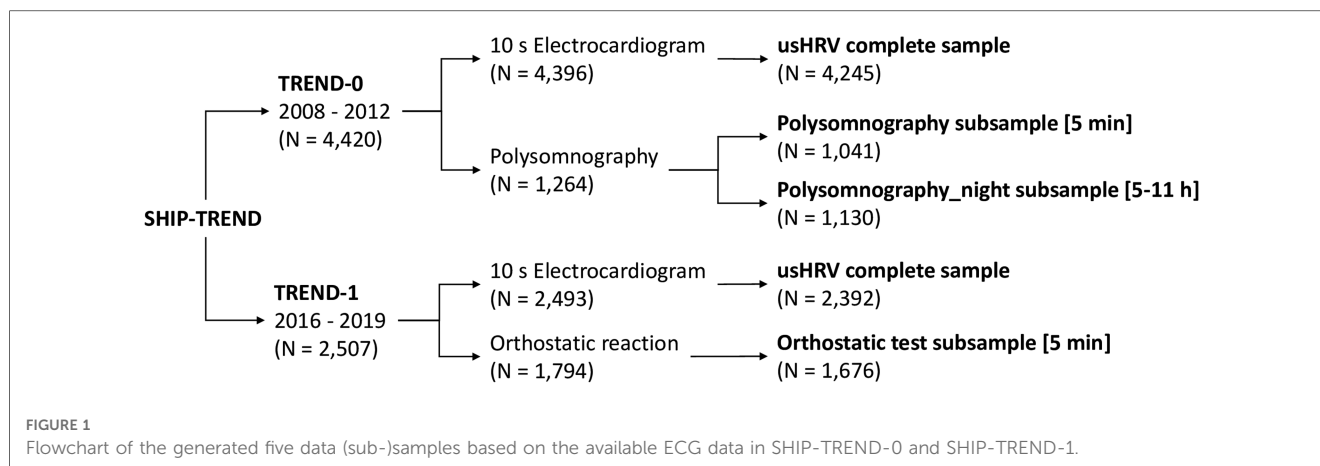 SHIP-TREND
TREND-0
2008 - 2012
(N = 4,420)
10 s Electrocardiogram
(N = 4,396)
usHRV complete sample
(N = 4,245)
Polysomnography
(N = 1,264)
Polysomnography subsample [5 min]
(N = 1,041)
Polysomnography_night subsample [5-11 h]
(N = 1,130)
TREND-1
2016 - 2019
(N = 2,507)
10 s Electrocardiogram
(N = 2,493)
usHRV complete sample
(N = 2,392)
Orthostatic reaction
(N = 1,794)
Orthostatic test subsample [5 min]
(N = 1,676)
FIGURE 1
Flowchart of the generated five data (sub-)samples based on the available ECG data in SHIP-TREND-0 and SHIP-TREND-1.